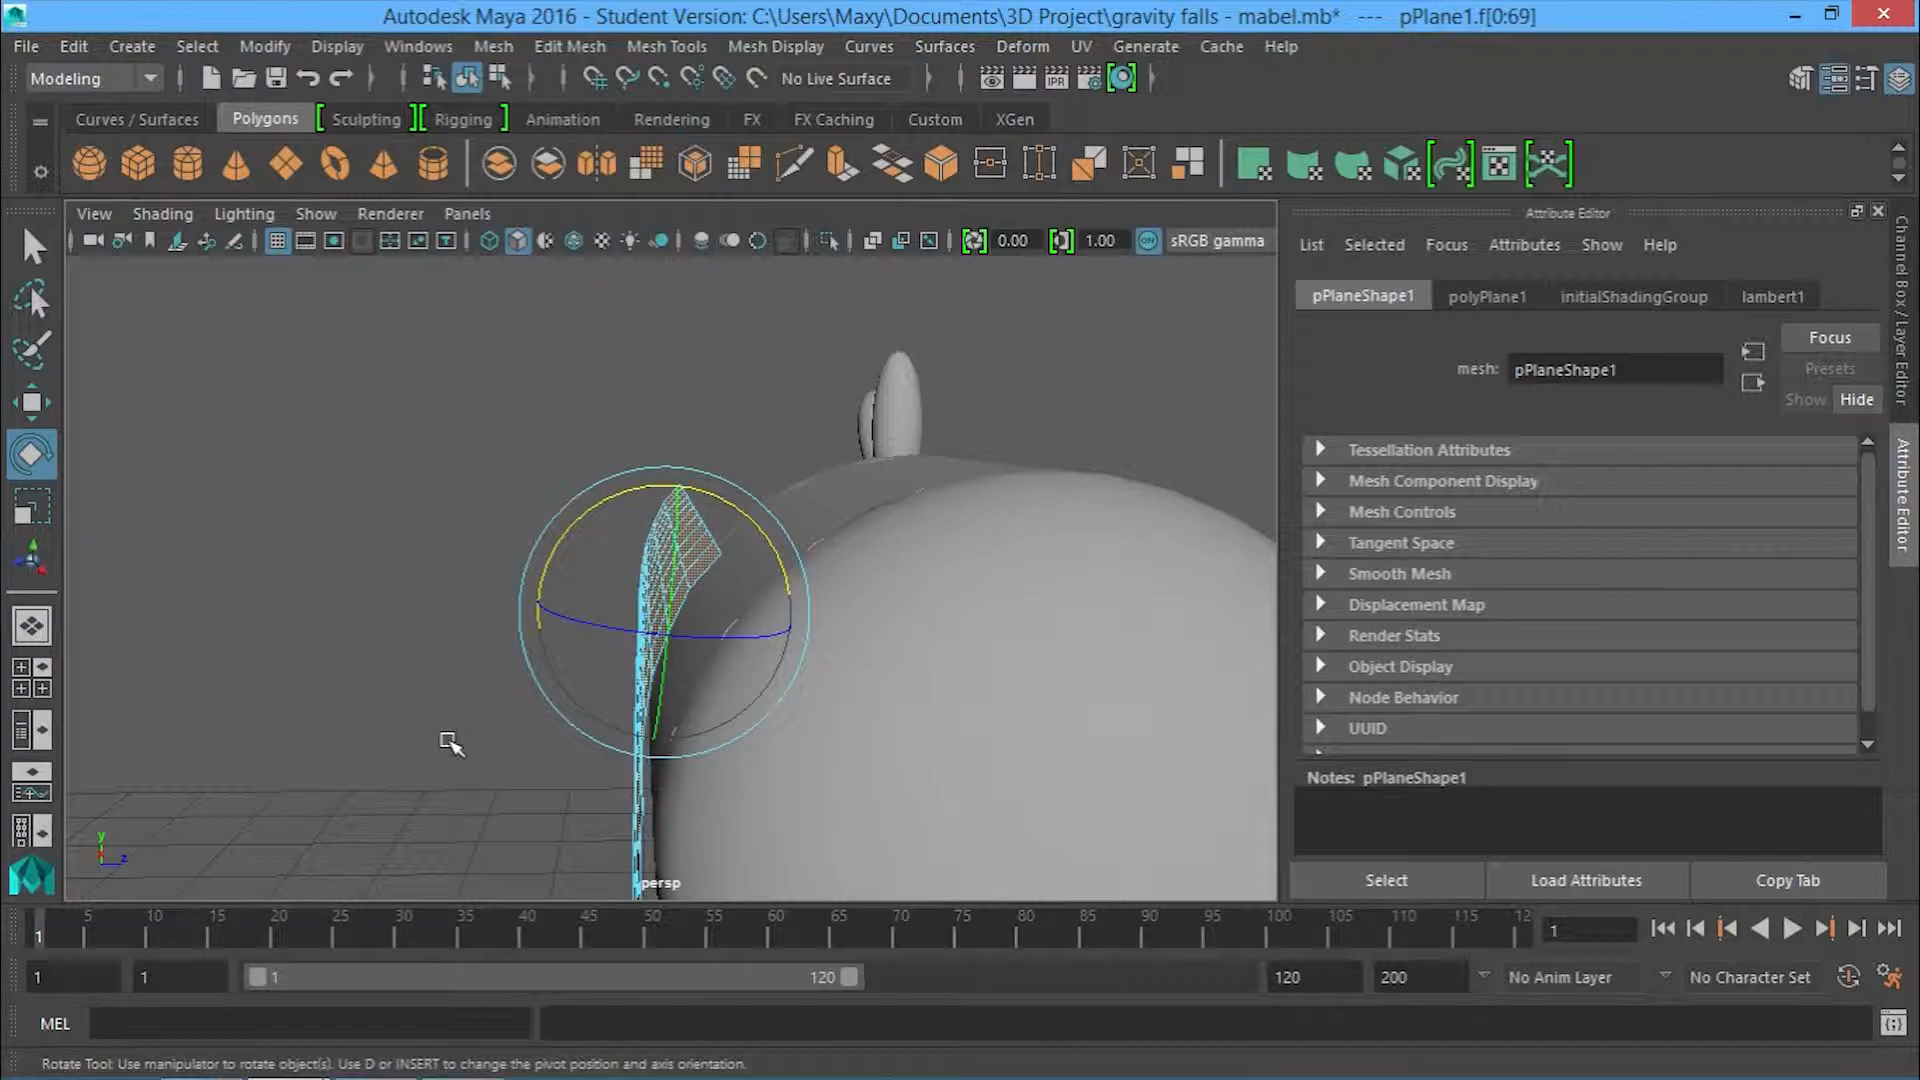 Autodesk Maya 2016 - Student Version: C:\Users\Maxy\Documents\3D Project\gravity falls - mabel.mb* --- pPlane1.f[0:69]
File Edit Create Select Modify Display Windows Mesh Edit Mesh Mesh Tools Mesh Display Curves Surfaces Deform UV Generate Cache Help
Modeling No Live Surface IPR
Curves / Surfaces Polygons Sculpting Rigging Animation Rendering FX FX Caching Custom XGen
View Shading Lighting Show Renderer Panels
0.00 1.00 ON sRGB gamma
Attribute Editor
List Selected Focus Attributes Show Help
pPlaneShape1 polyPlane1 initialShadingGroup lambert1
Focus
mesh: pPlaneShape1
Presets
Show Hide
Tessellation Attributes
Mesh Component Display
Mesh Controls
Tangent Space
Smooth Mesh
Displacement Map
Render Stats
Object Display
Node Behavior
UUID
Notes: pPlaneShape1
Select Load Attributes Copy Tab
Channel Box / Layer Editor
Attribute Editor
y
x
z
persp
5 10 15 20 25 30 35 40 45 50 55 60 65 70 75 80 85 90 95 100 105 110 115 12
1 1
1 1 1 120 120 200 No Anim Layer No Character Set
MEL
Rotate Tool: Use manipulator to rotate object(s). Use D or INSERT to change the pivot position and axis orientation.